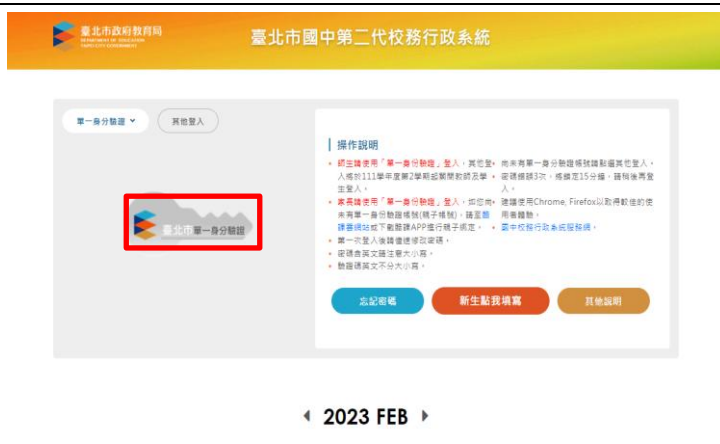 臺北市政府教育局
DEPARTMENT OF EDUCATION
TAIPEI CITY GOVERNMENT
臺北市國中第二代校務行政系統
單一身分驗證
其他登入
臺北市單一身分驗證
操作說明
師生請使用「單一身分驗證」登入，其他登
入將於111學年度第2學期起關閉教師及學
生登入。
家長請使用「單一身分驗證」登入，如您尚
未有單一身分驗證帳號(親子帳號)，請至酷
課雲網站或下載酷課APP進行親子綁定。
第一次登入後請儘速修改密碼。
密碼含英文請注意大小寫。
驗證碼英文不分大小寫。
尚未有單一身分驗證帳號請點選其他登入。
密碼錯誤3次，將鎖定15分鐘，請稍後再登
入。
建議使用Chrome, Firefox以取得較佳的使
用者體驗。
國中校務行政系統服務網。
忘記密碼
新生點我填寫
其他說明
2023 FEB